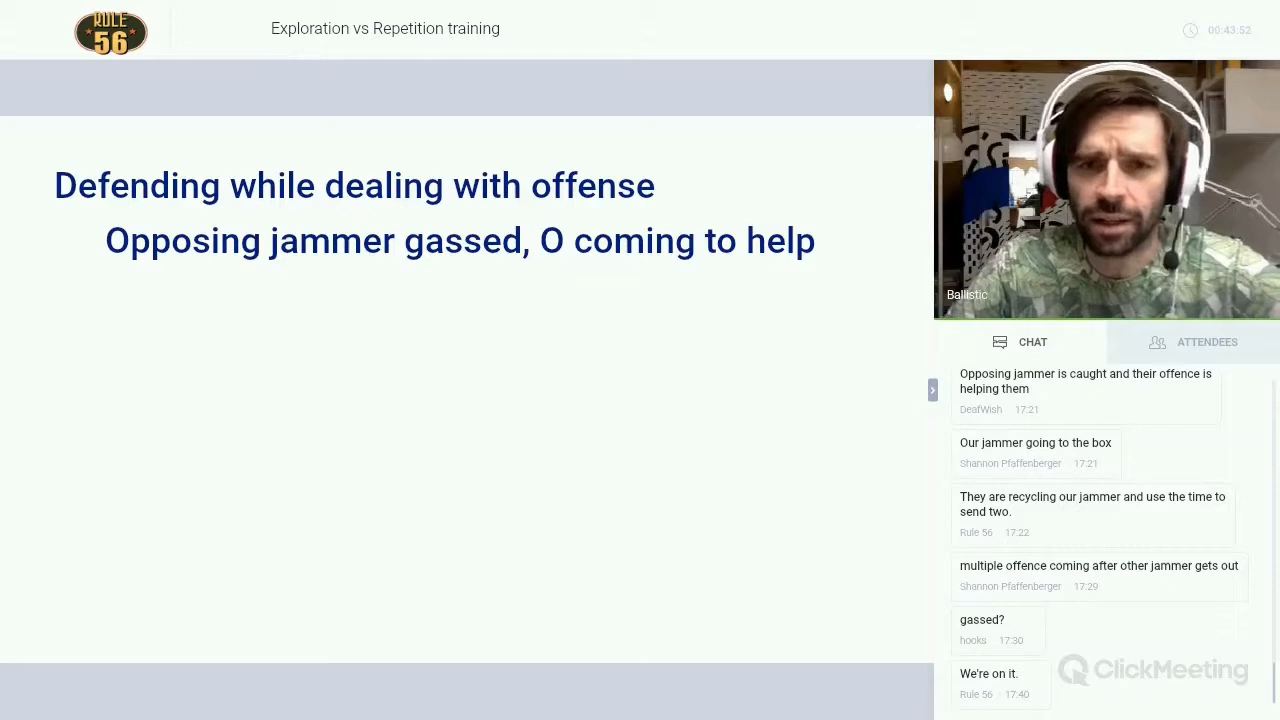 RULE
56
Exploration vs Repetition training
00:43:52
Defending while dealing with offense
Opposing jammer gassed, O coming to help
Ballistic
CHAT
ATTENDEES
Opposing jammer is caught and their offence is
helping them
DeafWish 17:21
Our jammer going to the box
Shannon Pfaffenberger 17:21
They are recycling our jammer and use the time to
send two.
Rule 56 17:22
multiple offence coming after other jammer gets out
Shannon Pfaffenberger 17:29
gassed?
hooks 17:30
We're on it.
Rule 56 17:40
ClickMeeting